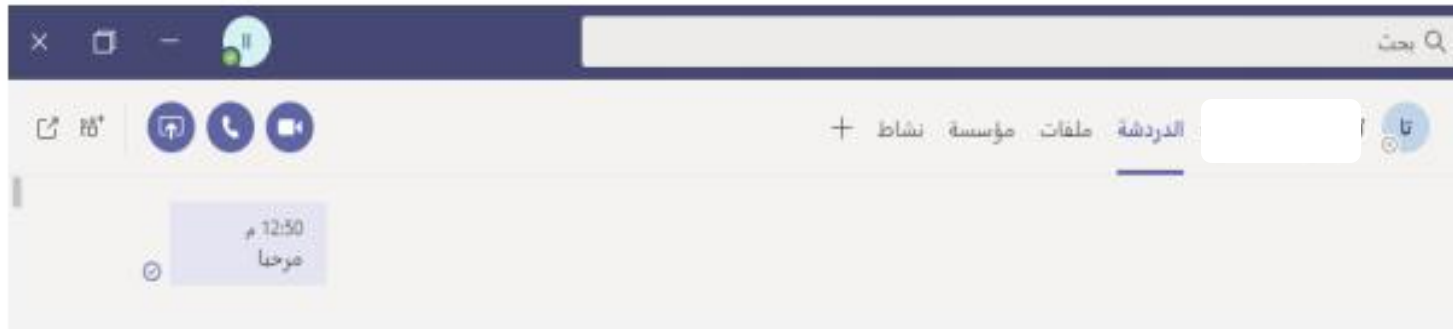 بحث
تا
الدردشة ملفات مؤسسة نشاط +
12:50 م
مرحبا